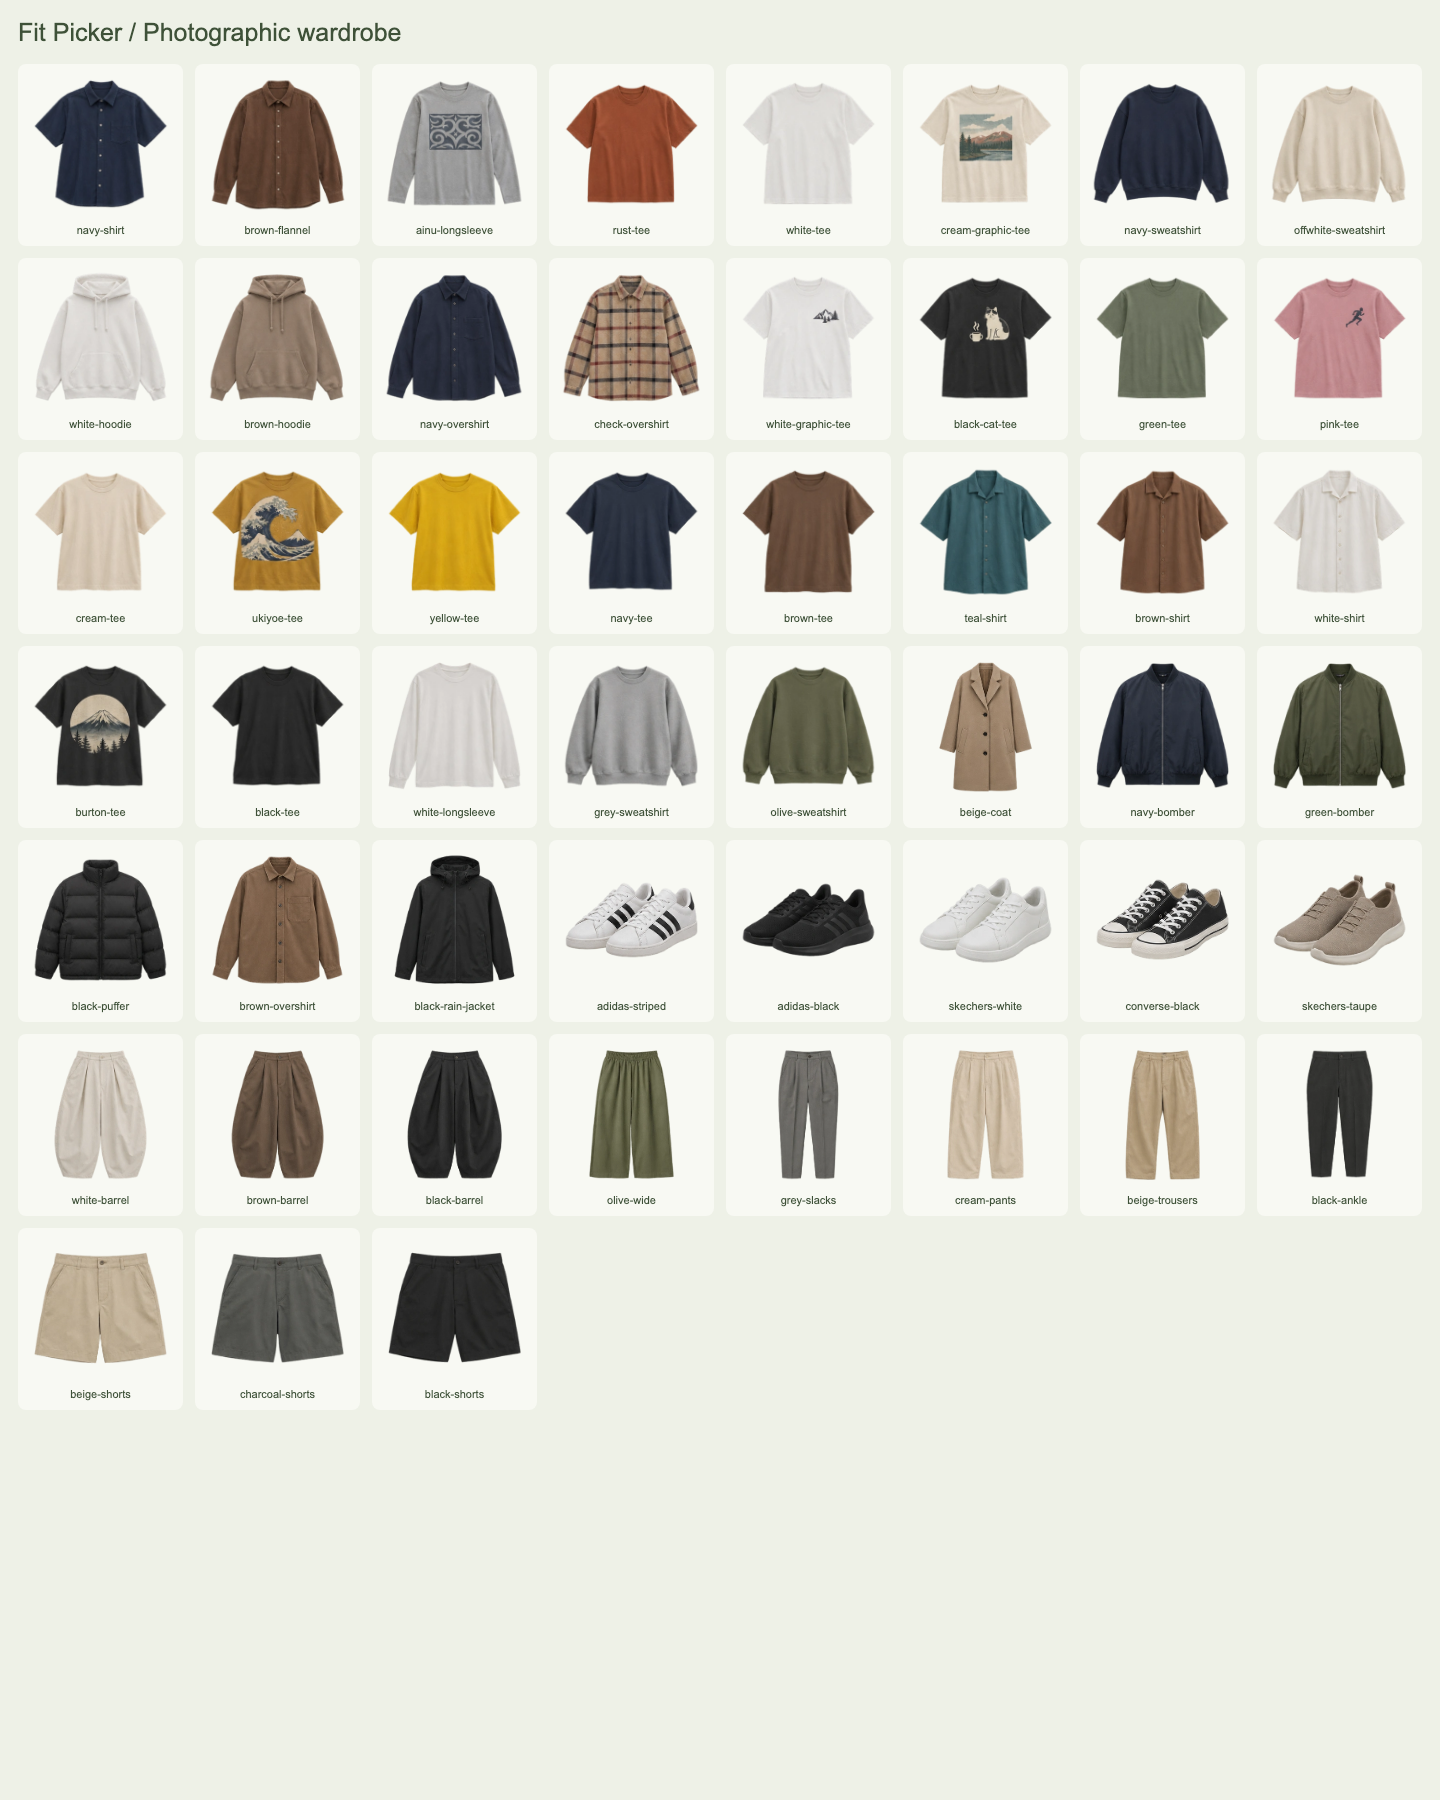 Fit Picker / Photographic wardrobe
navy-shirt
brown-flannel
ainu-longsleeve
rust-tee
white-tee
cream-graphic-tee
navy-sweatshirt
offwhite-sweatshirt
white-hoodie
brown-hoodie
navy-overshirt
check-overshirt
white-graphic-tee
black-cat-tee
green-tee
pink-tee
cream-tee
ukiyoe-tee
yellow-tee
navy-tee
brown-tee
teal-shirt
brown-shirt
white-shirt
burton-tee
black-tee
white-longsleeve
grey-sweatshirt
olive-sweatshirt
beige-coat
navy-bomber
green-bomber
black-puffer
brown-overshirt
black-rain-jacket
adidas-striped
adidas-black
skechers-white
converse-black
skechers-taupe
white-barrel
brown-barrel
black-barrel
olive-wide
grey-slacks
cream-pants
beige-trousers
black-ankle
beige-shorts
charcoal-shorts
black-shorts